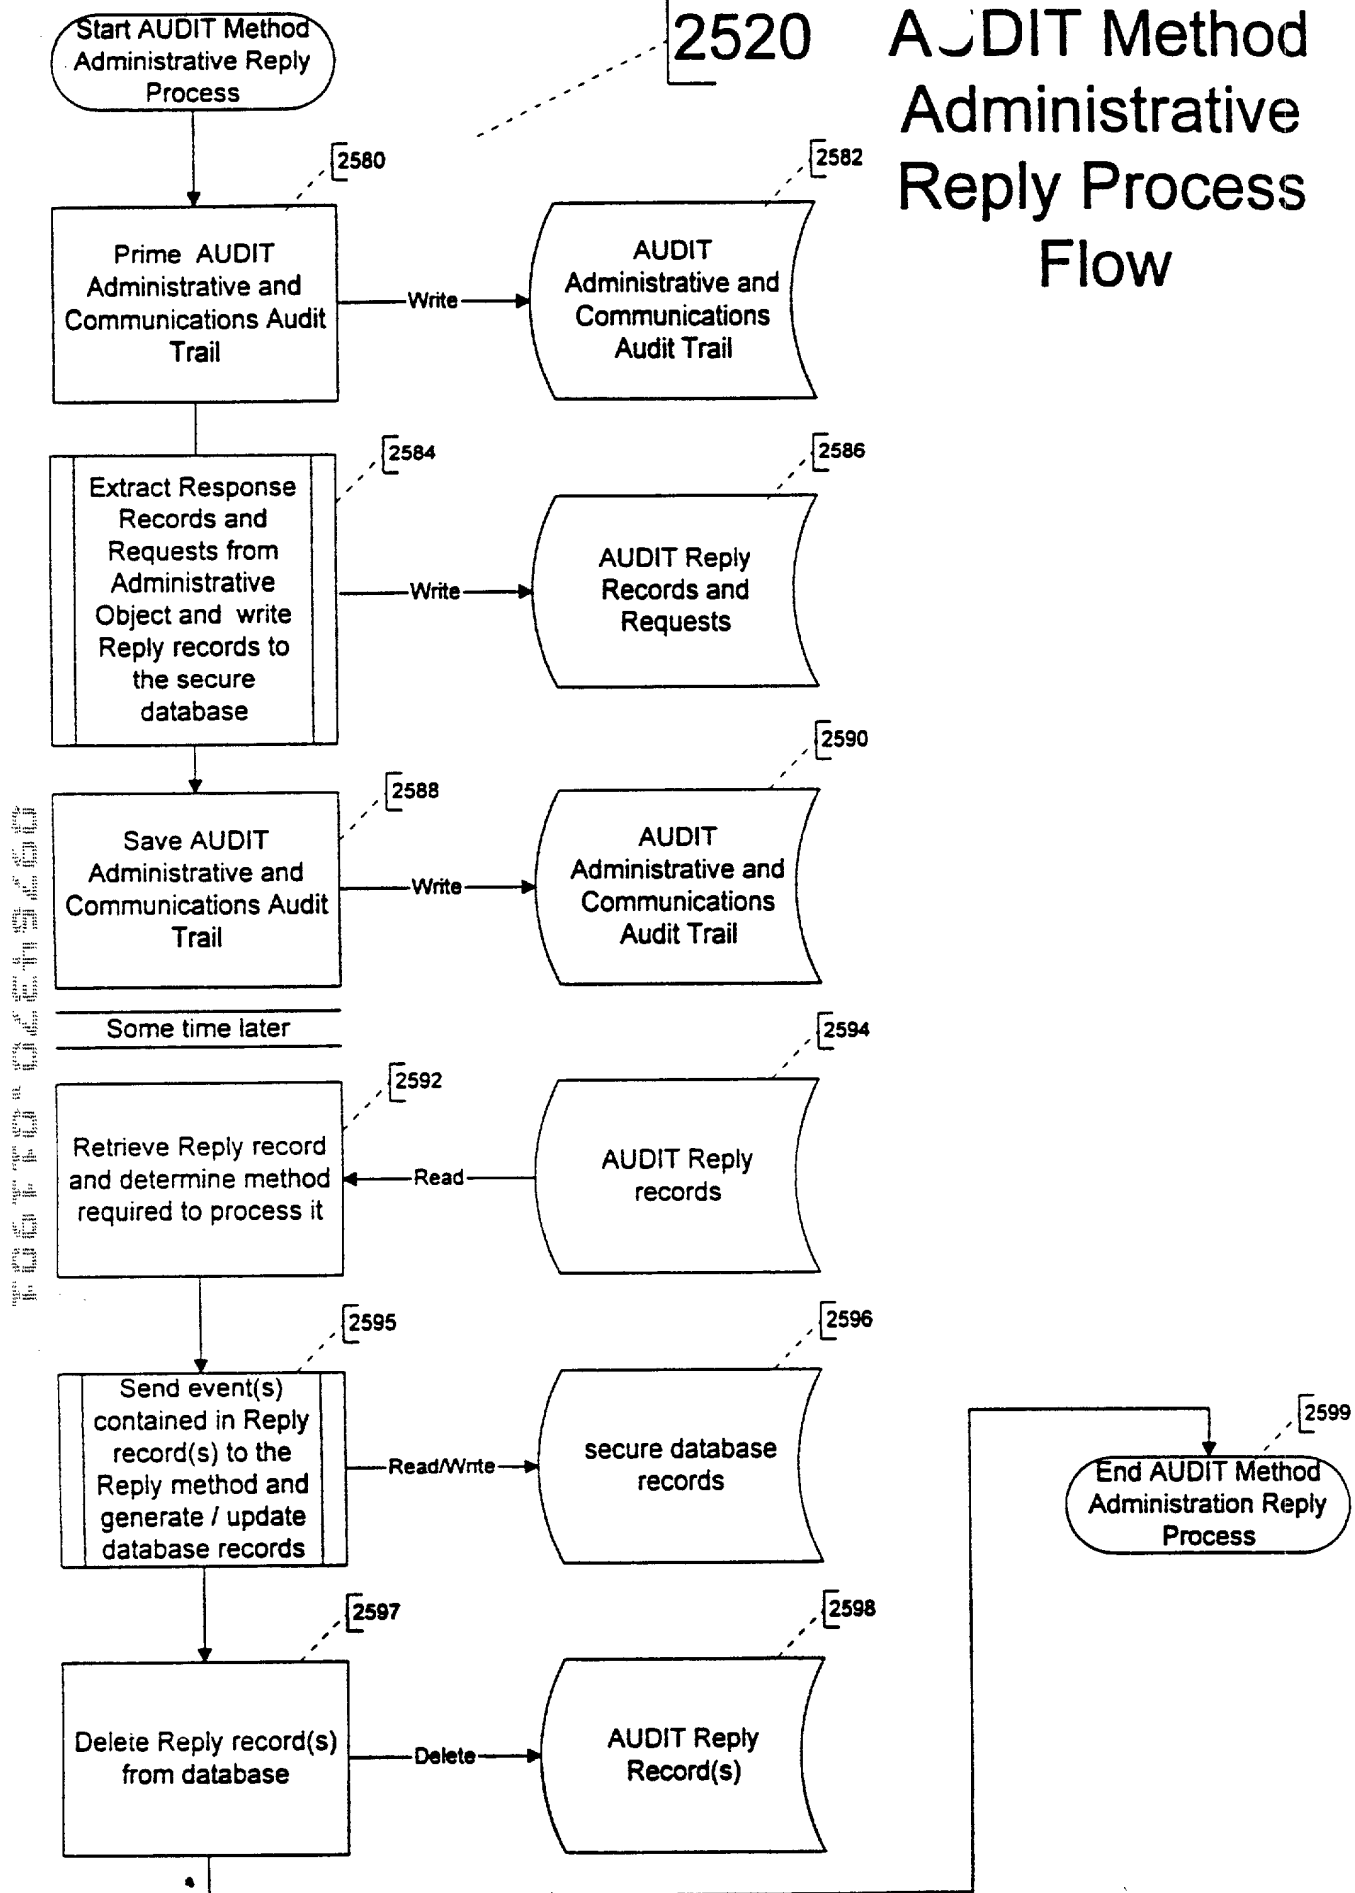 2520
AUDIT Method
Administrative
Reply Process
Flow
Start AUDIT Method
Administrative Reply
Process
2580
Prime AUDIT
Administrative and
Communications Audit
Trail
Write
2582
AUDIT
Administrative and
Communications
Audit Trail
2584
Extract Response
Records and
Requests from
Administrative
Object and write
Reply records to
the secure
database
Write
2586
AUDIT Reply
Records and
Requests
2588
Save AUDIT
Administrative and
Communications Audit
Trail
Write
2590
AUDIT
Administrative and
Communications
Audit Trail
Some time later
2592
Retrieve Reply record
and determine method
required to process it
Read
2594
AUDIT Reply
records
2595
Send event(s)
contained in Reply
record(s) to the
Reply method and
generate / update
database records
Read/Write
2596
secure database
records
2597
Delete Reply record(s)
from database
Delete
2598
AUDIT Reply
Record(s)
2599
End AUDIT Method
Administration Reply
Process